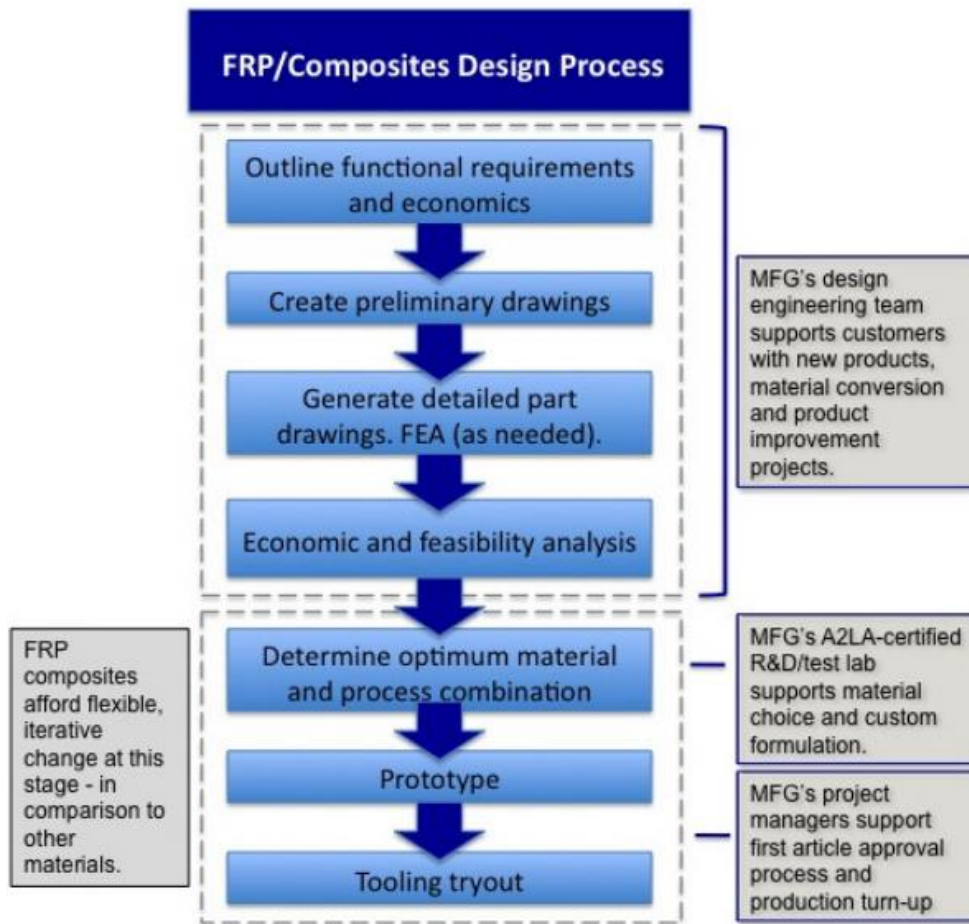 FRP/Composites Design Process
Outline functional requirements
and economics
Create preliminary drawings
Generate detailed part
drawings. FEA (as needed).
Economic and feasibility analysis
MFG's design
engineering team
supports customers
with new products,
material conversion
and product
improvement
projects.
FRP
composites
afford flexible,
iterative
change at this
stage - in
comparison to
other
materials.
Determine optimum material
and process combination
Prototype
Tooling tryout
MFG's A2LA-certified
R&D/test lab
supports material
choice and custom
formulation.
MFG's project
managers support
first article approval
process and
production turn-up